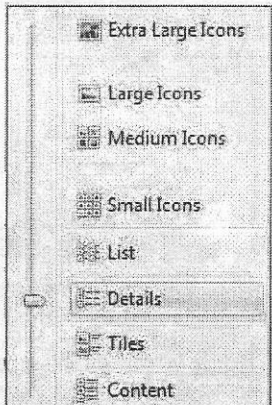 Extra Large Icons
Large Icons
Medium Icons
Small Icons
List
Details
Tiles
Content